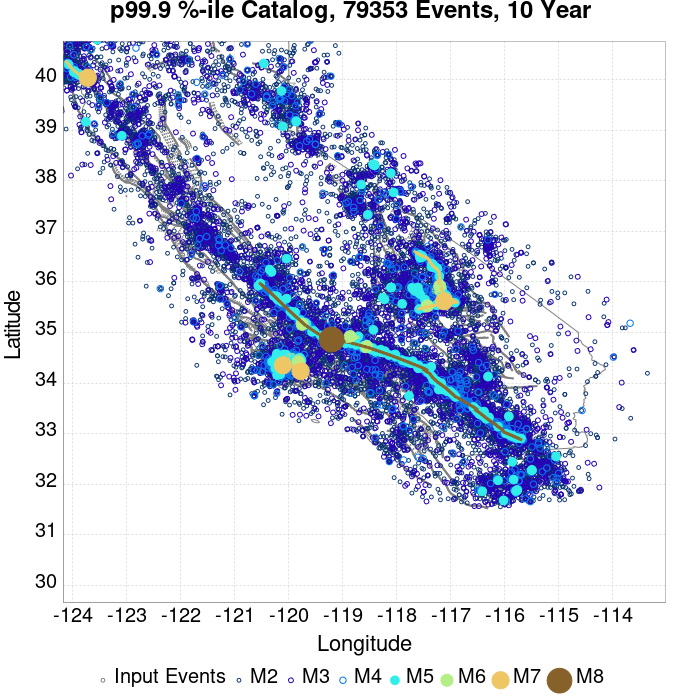 p99.9 %-ile Catalog, 79353 Events, 10 Year
40
39
38
37
36
35
34
33
32
31
30
Latitude
-124 -123 -122 -121 -120 -119 -118 -117 -116 -115 -114
Longitude
Input Events M2 M3 M4 M5 M6 M7 M8